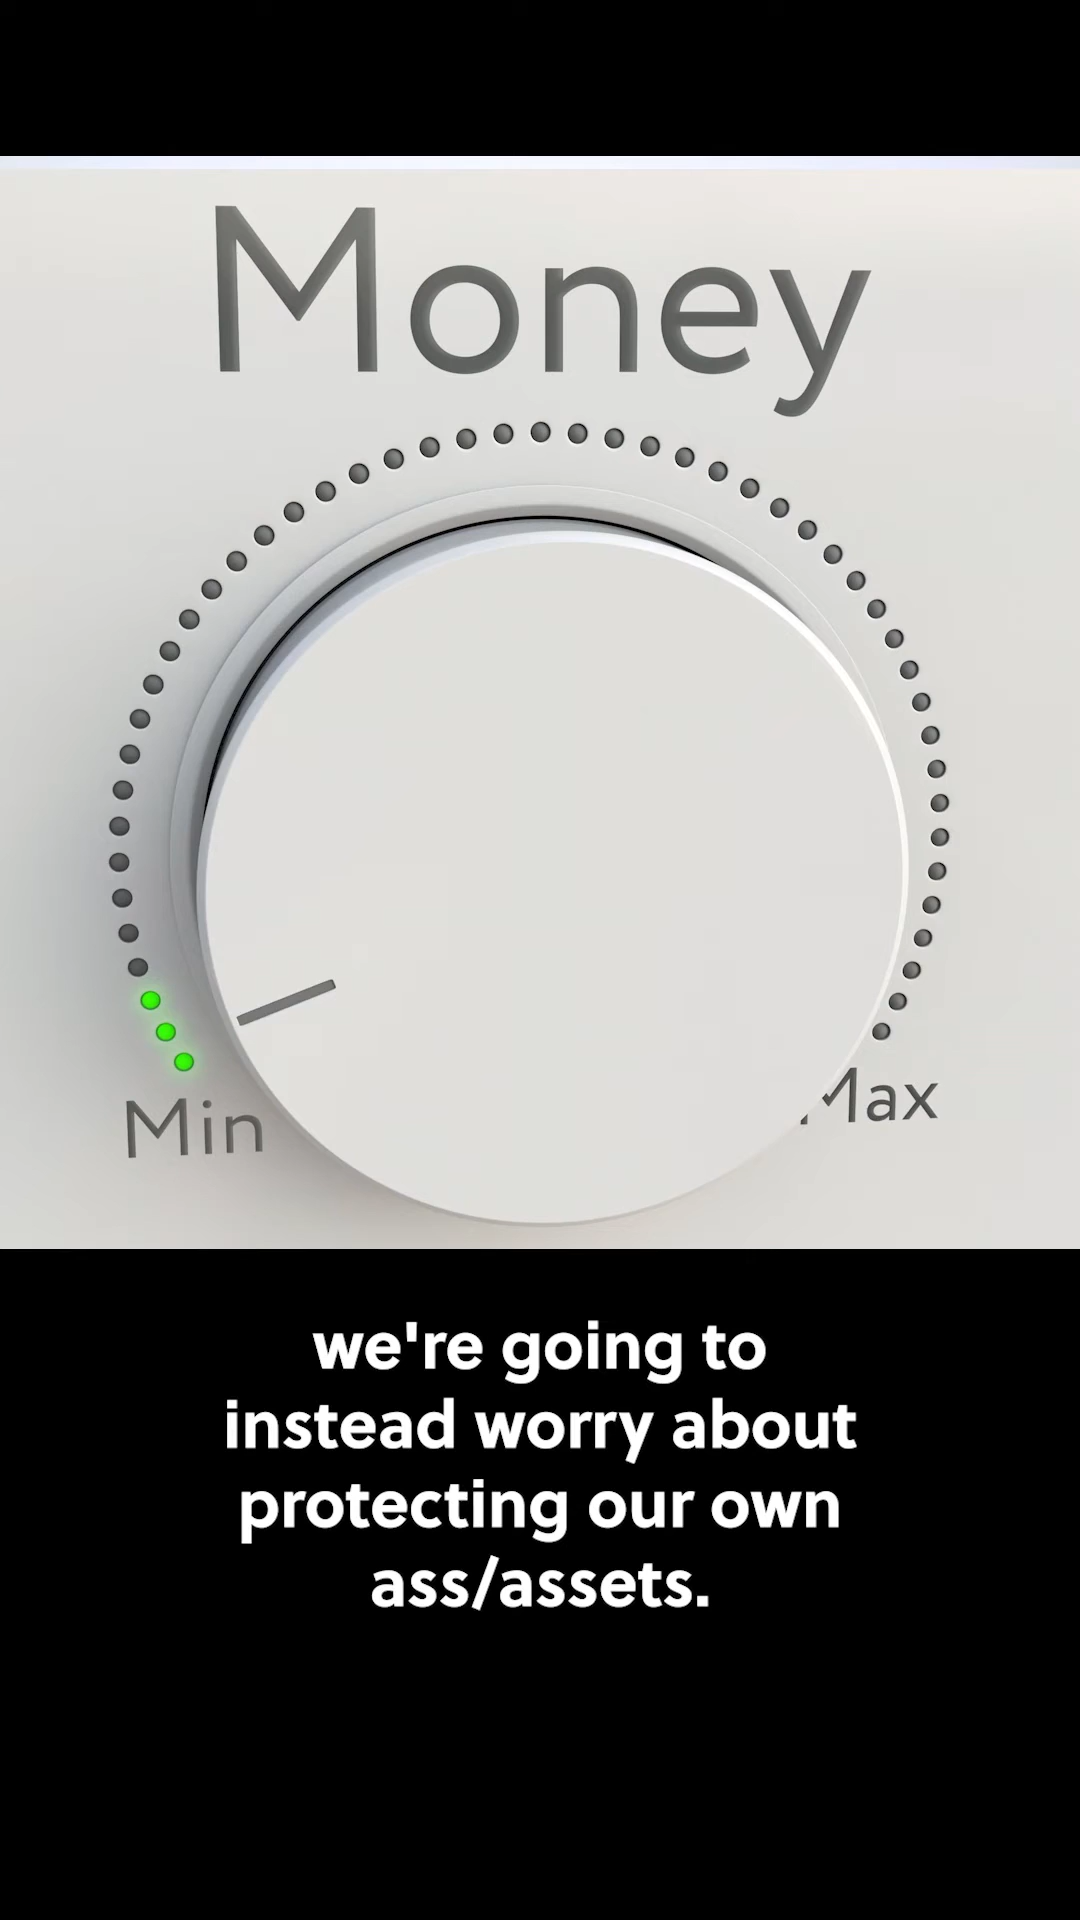 Money
Min
Max
we're going to
instead worry about
protecting our own
ass/assets.